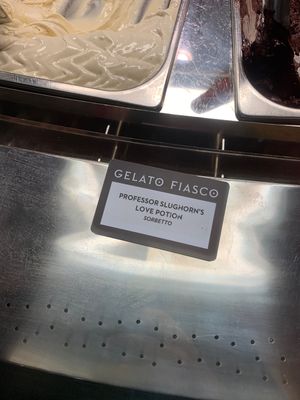 GELATO FIASCO
PROFESSOR SLUGHORN'S
LOVE POTION
SORBETTO